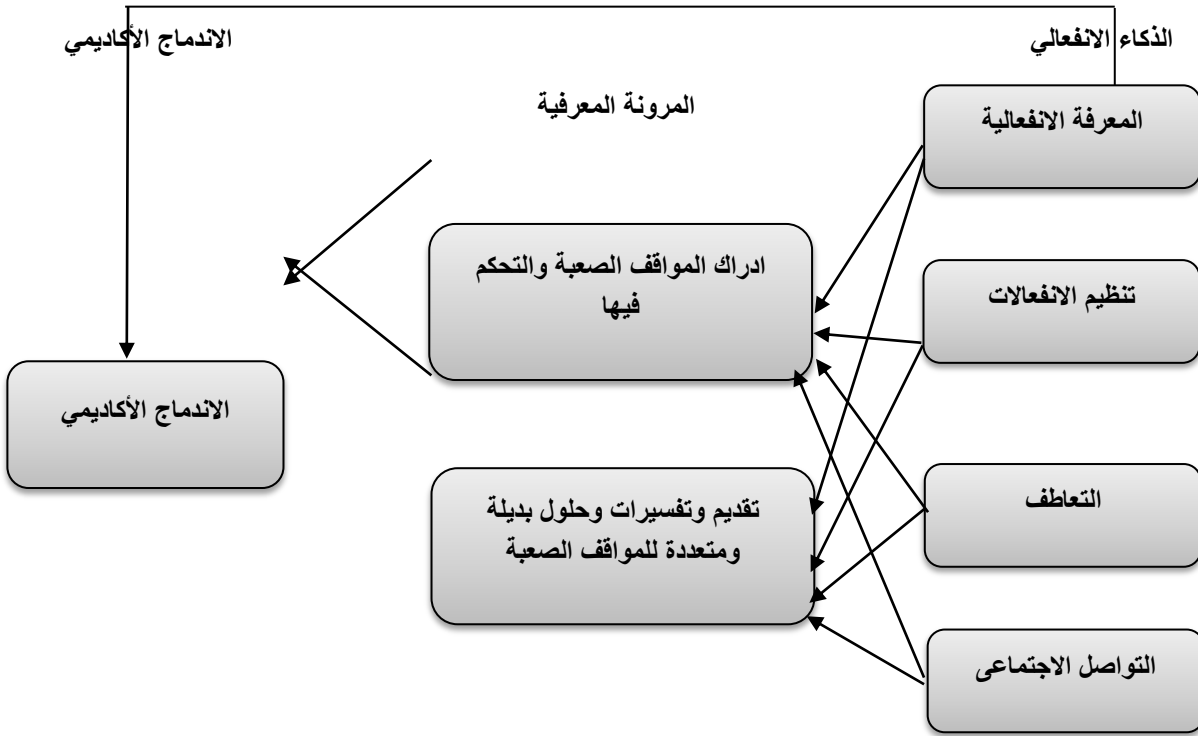 الذكاء الانفعالي
الاندماج الأكاديمي
المرونة المعرفية
المعرفة الانفعالية
ادراك المواقف الصعبة والتحكم
فيها
تنظيم الانفعالات
الاندماج الأكاديمي
التعاطف
تقديم وتفسيرات وحلول بديلة
ومتعددة للمواقف الصعبة
التواصل الاجتماعى